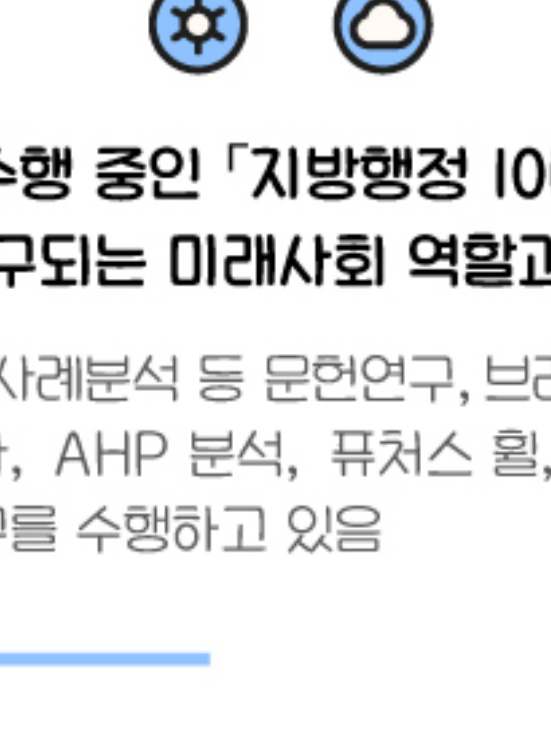 수행 중인 「지방행정 10
구되는 미래사회 역할과
사례분석 등 문헌연구, 브
, AHP 분석, 퓨처스 휠,
를 수행하고 있음